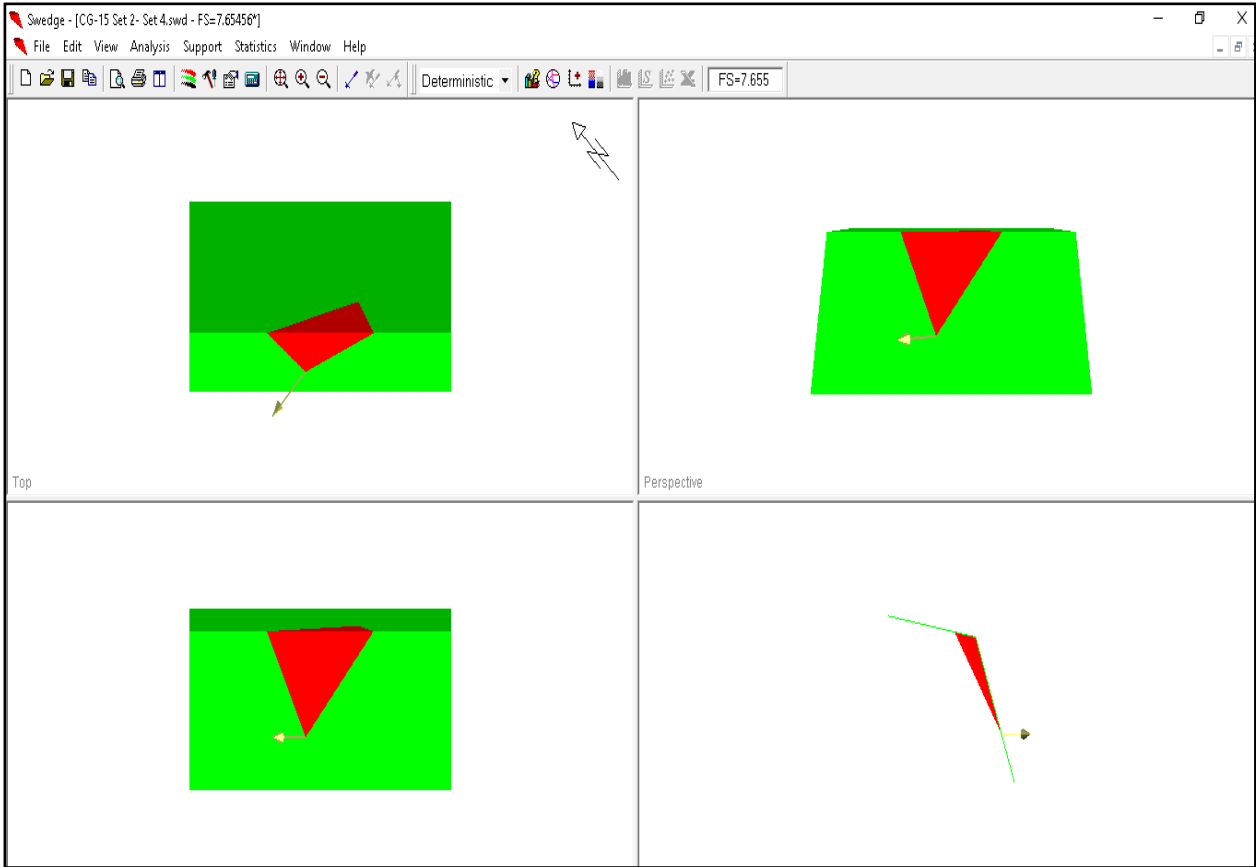 Swedge - [CG-15 Set 2- Set 4.swd - FS=7.65456*]
File Edit View Analysis Support Statistics Window Help
Deterministic FS=7.655
Top
Perspective